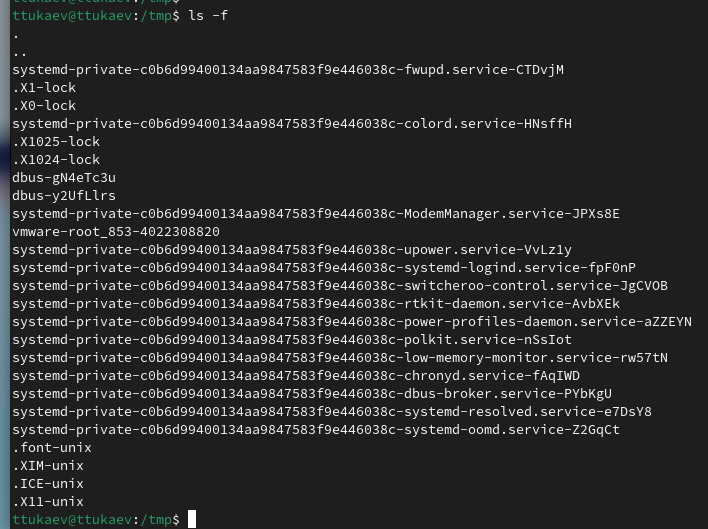 ttukaev@ttukaev:/tmp$
ttukaev@ttukaev:/tmp$ ls -f
.
..
systemd-private-c0b6d99400134aa9847583f9e446038c-fwupd.service-CTDvjM
.X1-lock
.X0-lock
systemd-private-c0b6d99400134aa9847583f9e446038c-colord.service-HNsffH
.X1025-lock
.X1024-lock
dbus-gN4eTc3u
dbus-y2UfLlrs
systemd-private-c0b6d99400134aa9847583f9e446038c-ModemManager.service-JPXs8E
vmware-root_853-4022308820
systemd-private-c0b6d99400134aa9847583f9e446038c-upower.service-VvLz1y
systemd-private-c0b6d99400134aa9847583f9e446038c-systemd-logind.service-fpF0nP
systemd-private-c0b6d99400134aa9847583f9e446038c-switcheroo-control.service-JgCVOB
systemd-private-c0b6d99400134aa9847583f9e446038c-rtkit-daemon.service-AvbXEk
systemd-private-c0b6d99400134aa9847583f9e446038c-power-profiles-daemon.service-aZZEYN
systemd-private-c0b6d99400134aa9847583f9e446038c-polkit.service-nSsIot
systemd-private-c0b6d99400134aa9847583f9e446038c-low-memory-monitor.service-rw57tN
systemd-private-c0b6d99400134aa9847583f9e446038c-chronyd.service-fAqIWD
systemd-private-c0b6d99400134aa9847583f9e446038c-dbus-broker.service-PYbKgU
systemd-private-c0b6d99400134aa9847583f9e446038c-systemd-resolved.service-e7DsY8
systemd-private-c0b6d99400134aa9847583f9e446038c-systemd-oomd.service-Z2GqCt
.font-unix
.XIM-unix
.ICE-unix
.X11-unix
ttukaev@ttukaev:/tmp$